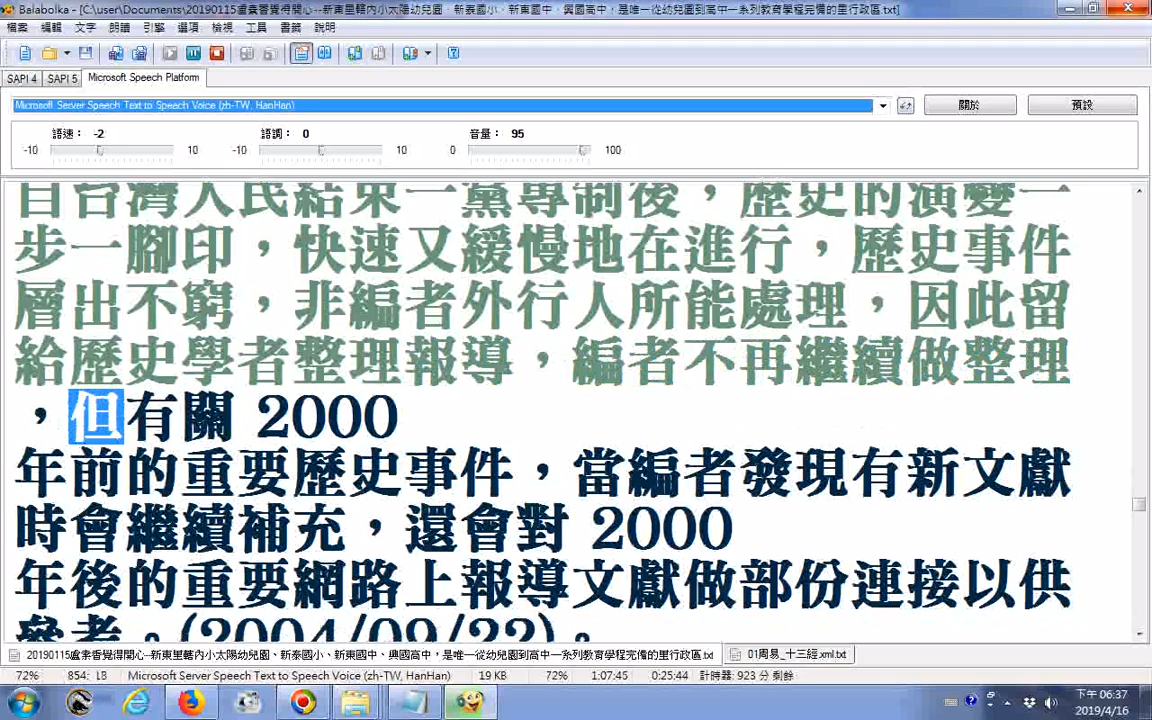 Balabolka - [C:\user\Documents\20190115盧素香覺得開心--新東里轄內小太陽幼兒園、新泰國小、新東國中、興國高中，是唯一從幼兒園到高中一系列教育學程完備的里行政區.txt]
檔案 編輯 文字 朗讀 引擎 選項 檢視 工具 書籤 說明
SAPI 4 SAPI 5 Microsoft Speech Platform
Microsoft Server Speech Text to Speech Voice (zh-TW, HanHan) 關於 預設
語速： -2 語調： 0 音量： 95
-10 10 -10 10 0 100
自台灣人民結束一黨專制後，歷史的演變一
步一腳印，快速又緩慢地在進行，歷史事件
層出不窮，非編者外行人所能處理，因此留
給歷史學者整理報導，編者不再繼續做整理
，但有關 2000
年前的重要歷史事件，當編者發現有新文獻
時會繼續補充，還會對 2000
年後的重要網路上報導文獻做部份連接以供
參考。(2004/09/22)。
20190115盧素香覺得開心--新東里轄內小太陽幼兒園、新泰國小、新東國中、興國高中，是唯一從幼兒園到高中一系列教育學程完備的里行政區.txt 01周易_十三經.xml.txt
72% 854: 18 Microsoft Server Speech Text to Speech Voice (zh-TW, HanHan) 19 KB 72% 1:07:45 0:25:44 計時器: 923 分 剩餘
下午 06:37
2019/4/16